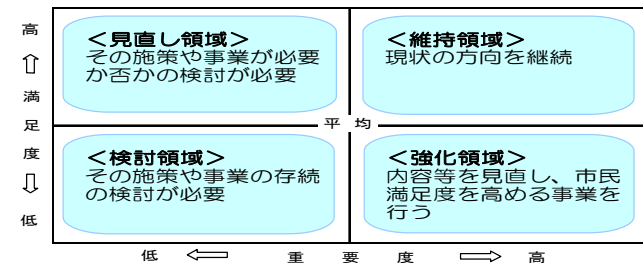 高
満
足
度
低
＜見直し領域＞
その施策や事業が必要
か否かの検討が必要
＜維持領域＞
現状の方向を継続
平 均
＜検討領域＞
その施策や事業の存続
の検討が必要
＜強化領域＞
内容等を見直し、市民
満足度を高める事業を
行う
低 重 要 度 高